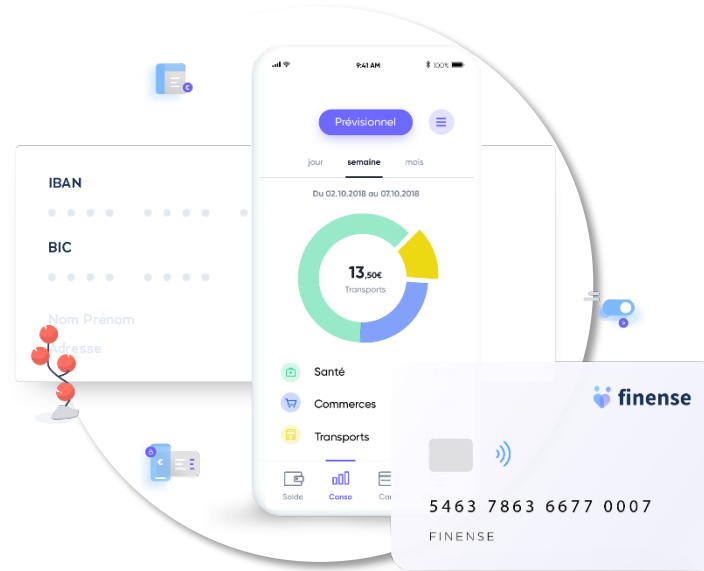 9:41 AM
100%
Prévisionnel
jour semaine mois
Du 02.10.2018 au 07.10.2018
IBAN
BIC
Nom Prénom
Adresse
13,50€
Transports
Santé
Commerces
Transports
Solde Conso
finense
5463 7863 6677 0007
FINENSE